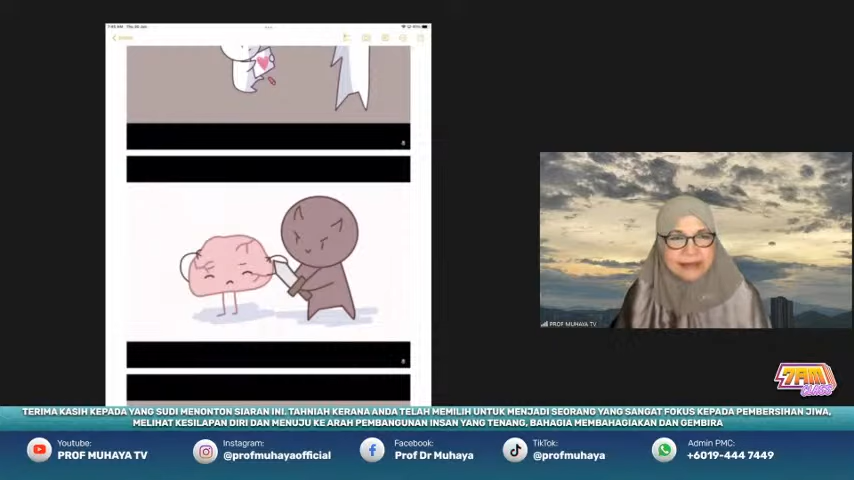 PROF MUHAYA TV
7AM
CLASS
TERIMA KASIH KEPADA YANG SUDI MENONTON SIARAN INI. TAHNIAH KERANA ANDA TELAH MEMILIH UNTUK MENJADI SEORANG YANG SANGAT FOKUS KEPADA PEMBERSIHAN JIWA,
MELIHAT KESILAPAN DIRI DAN MENUJU KE ARAH PEMBANGUNAN INSAN YANG TENANG, BAHAGIA MEMBAHAGIAKAN DAN GEMBIRA
Youtube:
PROF MUHAYA TV
Instagram:
@profmuhayaofficial
Facebook:
Prof Dr Muhaya
TikTok:
@profmuhaya
Admin PMC:
+6019-444 7449